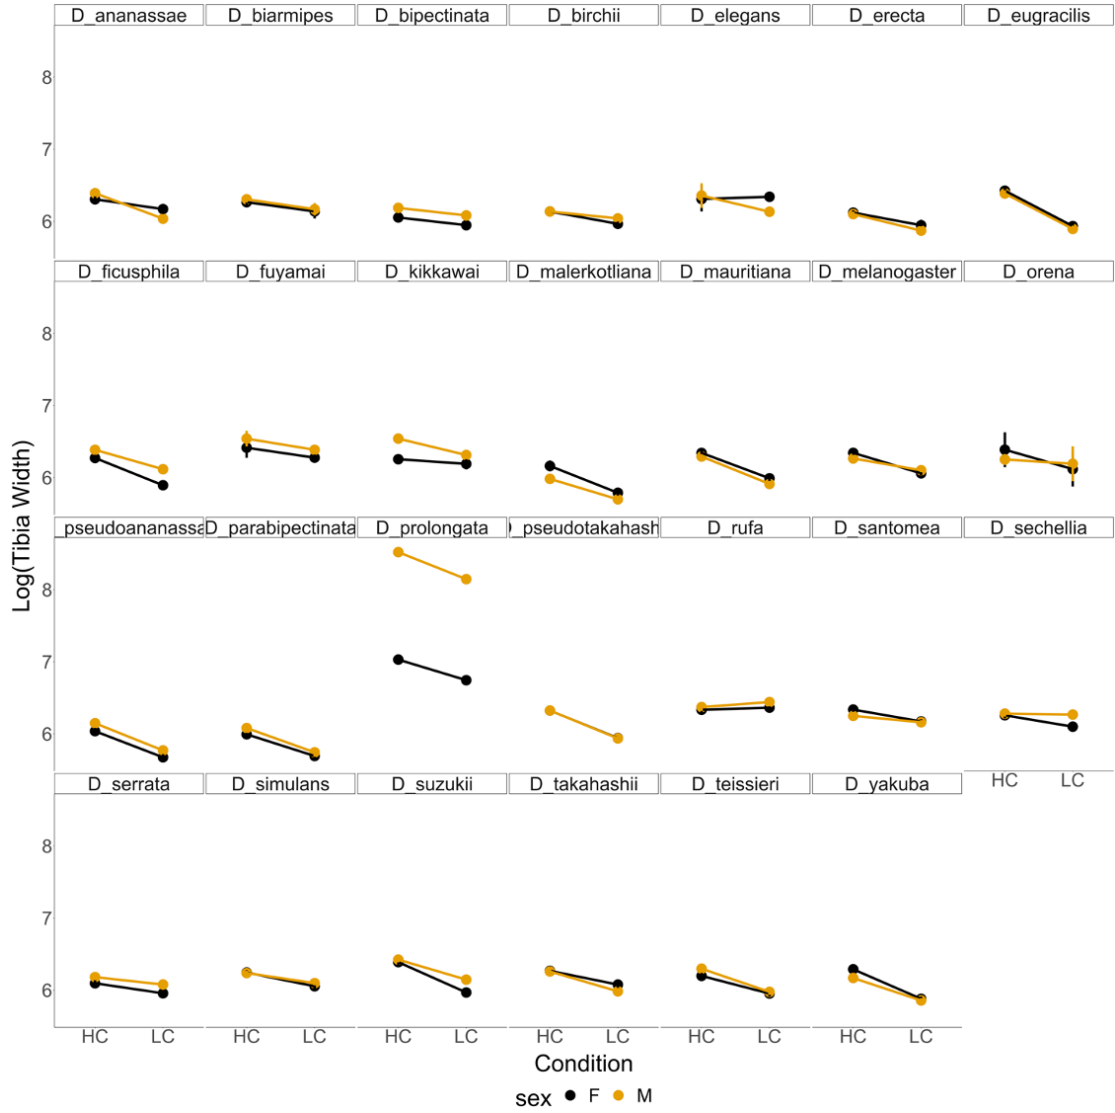 D_ananassae D_biarmipes D_bipectinata D_birchii D_elegans D_erecta D_eugracilis
8
7
6
D_ficusphila D_fuyamai D_kikkawai D_malerkotliana D_mauritiana D_melanogaster D_orena
8
7
6
Log(Tibia Width)
_pseudoananassa D_parabipectinata D_prolongata _pseudotakahash D_rufa D_santomea D_sechellia
8
7
6
HC LC
D_serrata D_simulans D_suzukii D_takahashii D_teissieri D_yakuba
8
7
6
HC LC HC LC HC LC HC LC HC LC HC LC
Condition
sex F M